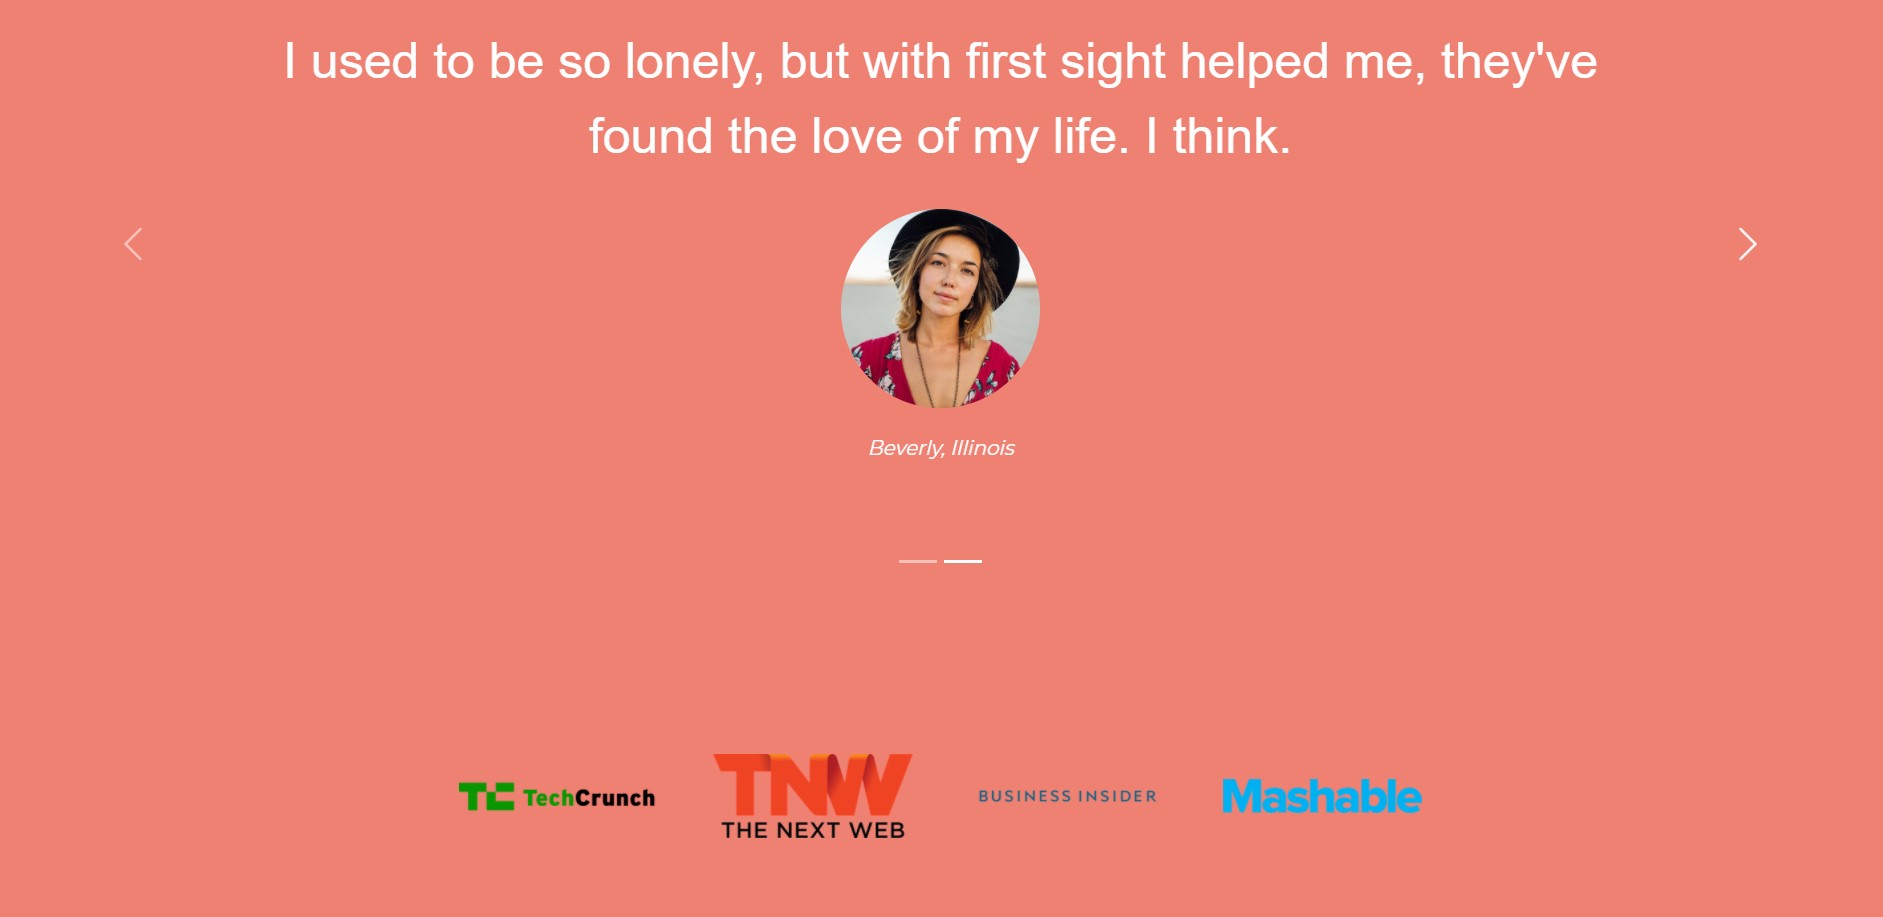 I used to be so lonely, but with first sight helped me, they've
found the love of my life. I think.
Beverly, Illinois
TC TechCrunch
TNW
THE NEXT WEB
BUSINESS INSIDER
Mashable